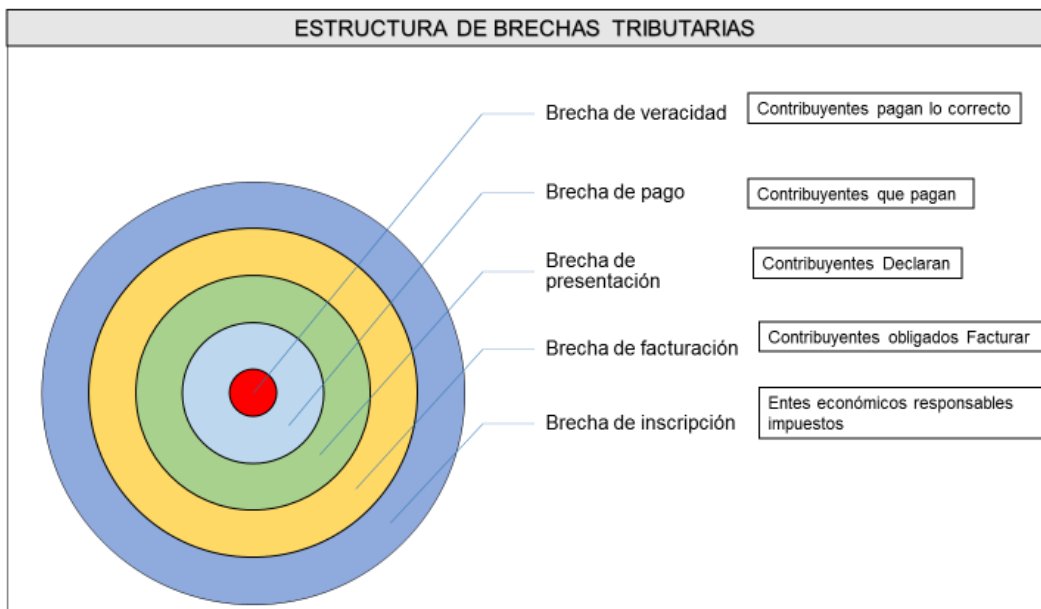 ESTRUCTURA DE BRECHAS TRIBUTARIAS
Brecha de veracidad
Contribuyentes pagan lo correcto
Brecha de pago
Contribuyentes que pagan
Brecha de
presentación
Contribuyentes Declaran
Brecha de facturación
Contribuyentes obligados Facturar
Brecha de inscripción
Entes económicos responsables
impuestos